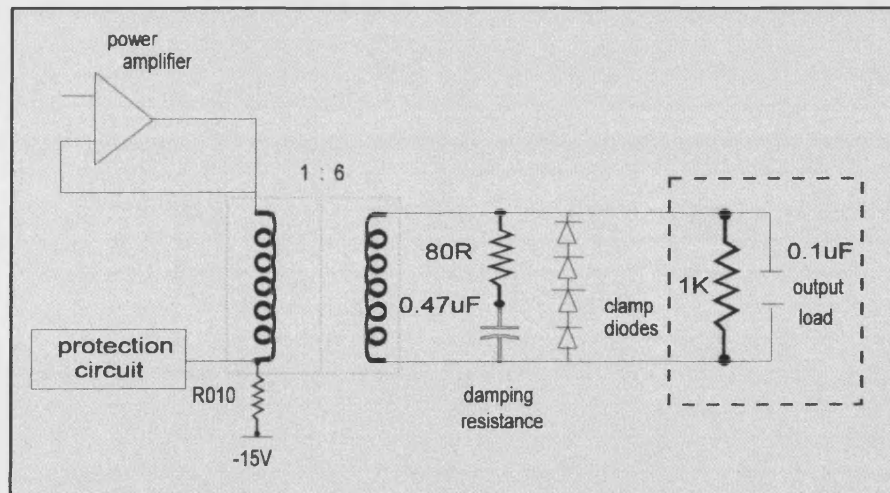 power
amplifier
1 : 6
80R
0.47uF
clamp
diodes
1K
0.1uF
output
load
protection
circuit
R010
-15V
damping
resistance